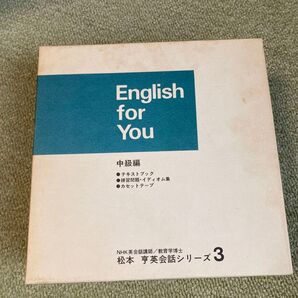 English
for
You
中級編
●テキストブック
●練習問題・イディオム集
●カセットテープ
NHK英会話講師／教育学博士
松本 亨英会話シリーズ3